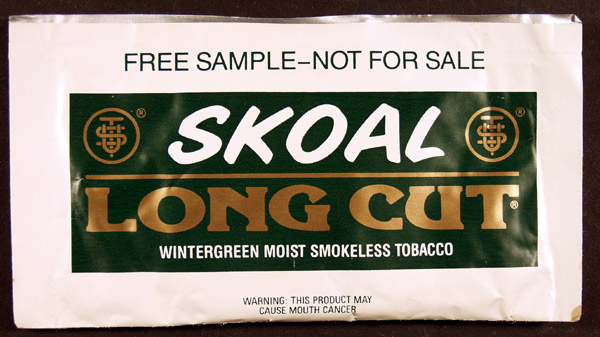 FREE SAMPLE–NOT FOR SALE
SKOAL
LONG CUT
WINTERGREEN MOIST SMOKELESS TOBACCO
WARNING: THIS PRODUCT MAY
CAUSE MOUTH CANCER